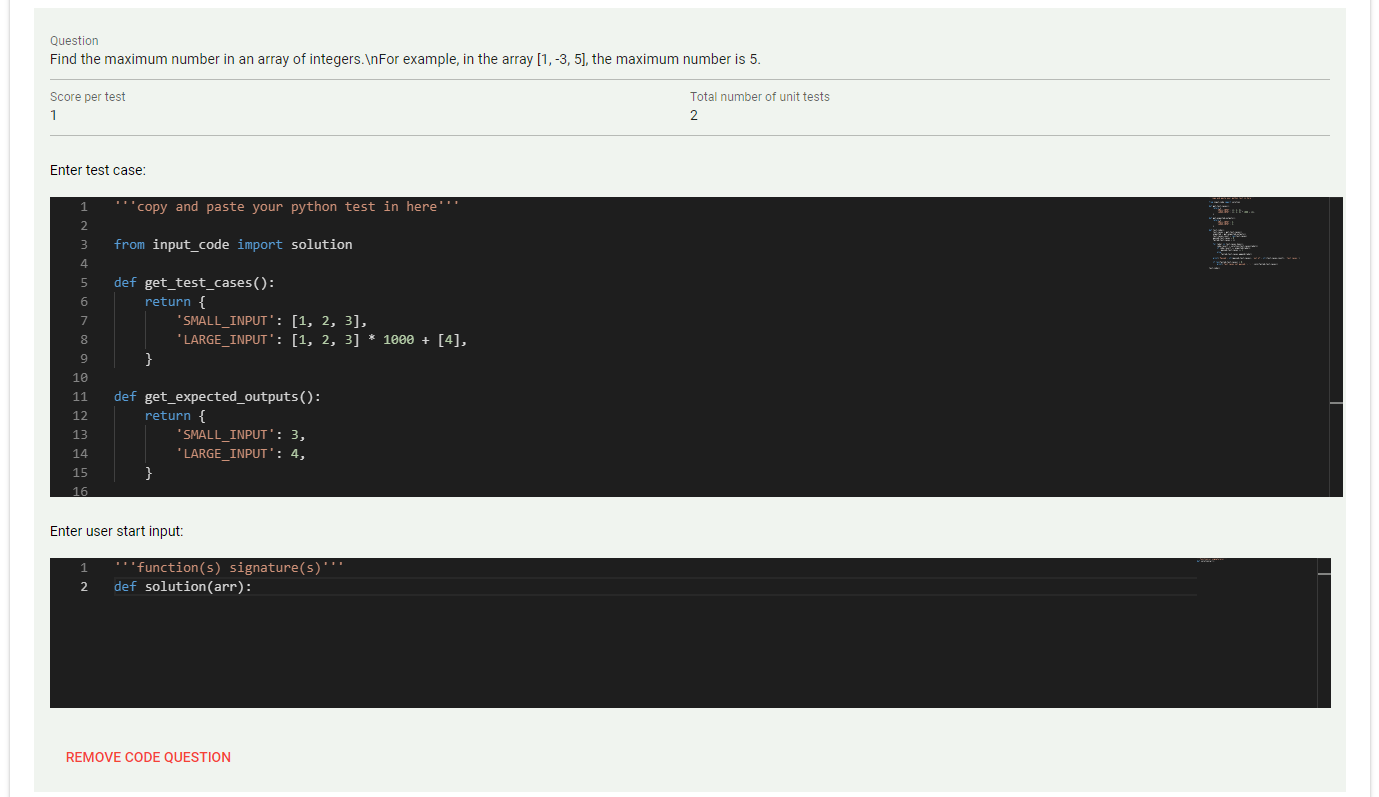 Question
Find the maximum number in an array of integers.\nFor example, in the array [1, -3, 5], the maximum number is 5.
Score per test
1
Total number of unit tests
2
Enter test case:
1 '''copy and paste your python test in here'''
2
3 from input_code import solution
4
5 def get_test_cases():
6     return {
7         'SMALL_INPUT': [1, 2, 3],
8         'LARGE_INPUT': [1, 2, 3] * 1000 + [4],
9     }
10
11 def get_expected_outputs():
12     return {
13         'SMALL_INPUT': 3,
14         'LARGE_INPUT': 4,
15     }
16
Enter user start input:
1 '''function(s) signature(s)'''
2 def solution(arr):
REMOVE CODE QUESTION